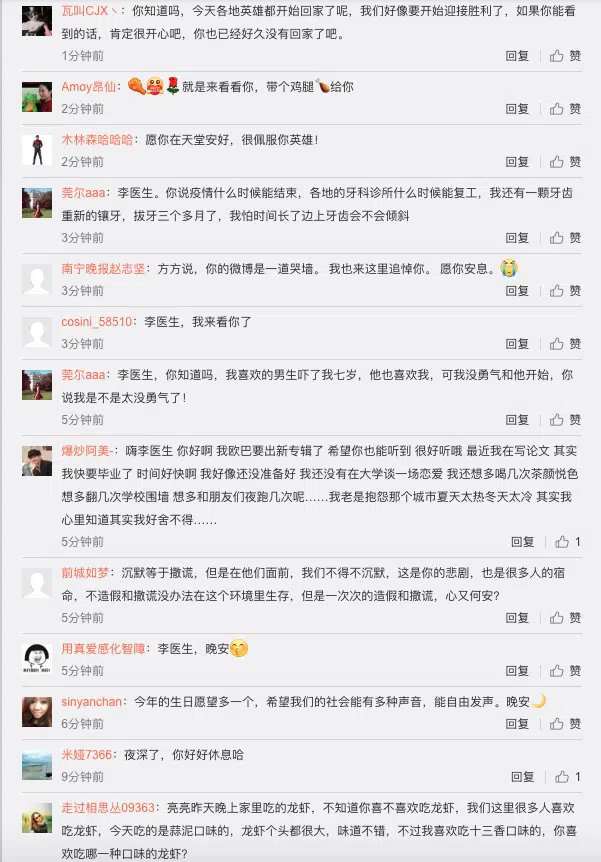 瓦叫CJX丶：你知道吗，今天各地英雄都开始回家了呢，我们好像要开始迎接胜利了，如果你能看
到的话，肯定很开心吧，你也已经好久没有回家了吧。
1分钟前 回复 赞
Amoy昂仙：🍗😷🌹就是来看看你，带个鸡腿🍗给你
2分钟前 回复 赞
木林森哈哈哈：愿你在天堂安好，很佩服你英雄！
2分钟前 回复 赞
莞尔aaa：李医生。你说疫情什么时候能结束，各地的牙科诊所什么时候能复工，我还有一颗牙齿
重新的镶牙，拔牙三个多月了，我怕时间长了边上牙齿会不会倾斜
3分钟前 回复 赞
南宁晚报赵志坚：方方说，你的微博是一道哭墙。 我也来这里追悼你。 愿你安息。😭
3分钟前 回复 赞
cosini_58510：李医生，我来看你了
3分钟前 回复 赞
莞尔aaa：李医生，你知道吗，我喜欢的男生吓了我七岁，他也喜欢我，可我没勇气和他开始，你
说我是不是太没勇气了！
5分钟前 回复 赞
爆炒阿美-：嗨李医生 你好啊 我欧巴要出新专辑了 希望你也能听到 很好听哦 最近我在写论文 其实
我快要毕业了 时间好快啊 我好像还没准备好 我还没有在大学谈一场恋爱 我还想多喝几次茶颜悦色
想多翻几次学校围墙 想多和朋友们夜跑几次呢……我老是抱怨那个城市夏天太热冬天太冷 其实我
心里知道其实我好舍不得……
5分钟前 回复 1
前城如梦：沉默等于撒谎，但是在他们面前，我们不得不沉默，这是你的悲剧，也是很多人的宿
命，不造假和撒谎没办法在这个环境里生存，但是一次次的造假和撒谎，心又何安？
5分钟前 回复 赞
用真爱感化智障：李医生，晚安🤭
5分钟前 回复 赞
sinyanchan：今年的生日愿望多一个，希望我们的社会能有多种声音，能自由发声。晚安🌙
6分钟前 回复 赞
米娅7366：夜深了，你好好休息哈
9分钟前 回复 1
走过相思丛09363：亮亮昨天晚上家里吃的龙虾，不知道你喜不喜欢吃龙虾，我们这里很多人喜欢
吃龙虾，今天吃的是蒜泥口味的，龙虾个头都很大，味道不错，不过我喜欢吃十三香口味的，你喜
欢吃哪一种口味的龙虾？